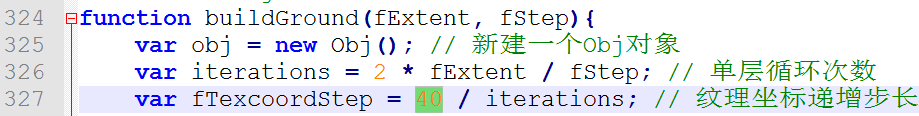 324 function buildGround(fExtent, fStep){
325 var obj = new Obj(); // 新建一个Obj对象
326 var iterations = 2 * fExtent / fStep; // 单层循环次数
327 var fTexcoordStep = 40 / iterations; // 纹理坐标递增步长